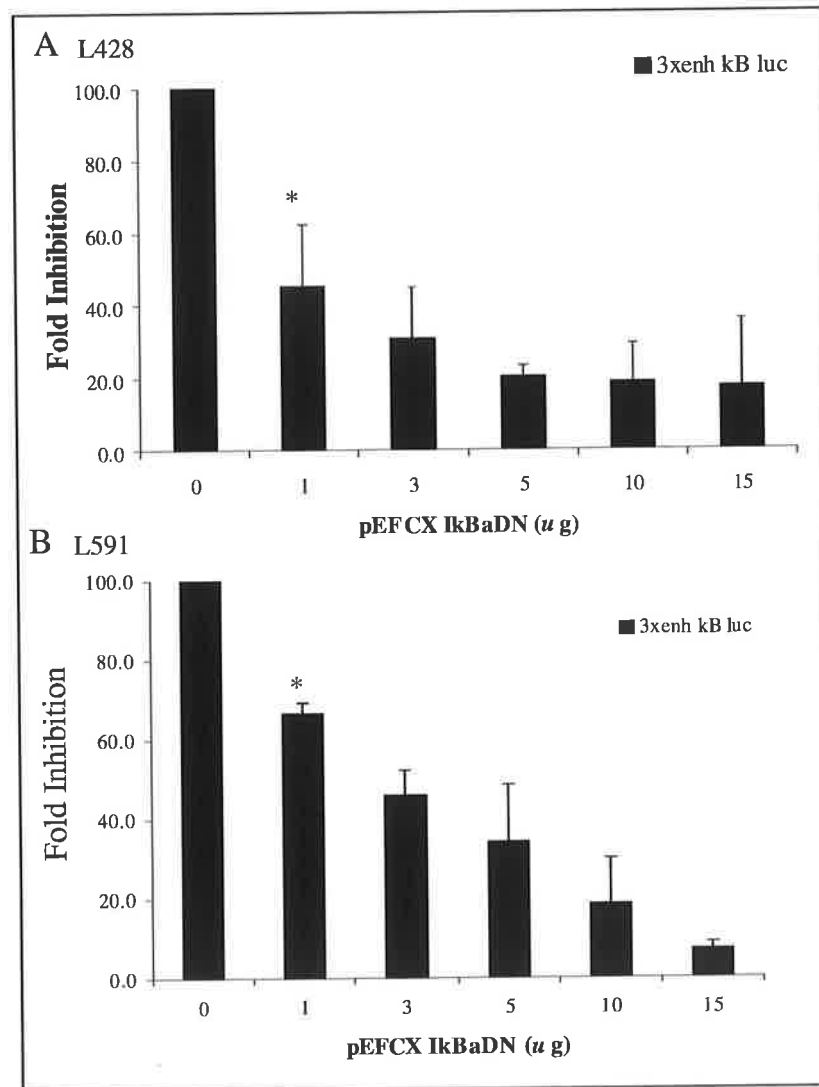 A L428
3xenh kB luc
100.0
80.0
*
60.0
40.0
20.0
0.0
Fold Inhibition
0 1 3 5 10 15
pEFCX IkBaDN (u g)
B L591
3xenh kB luc
100.0
80.0
*
60.0
40.0
20.0
0.0
Fold Inhibition
0 1 3 5 10 15
pEFCX IkBaDN (u g)